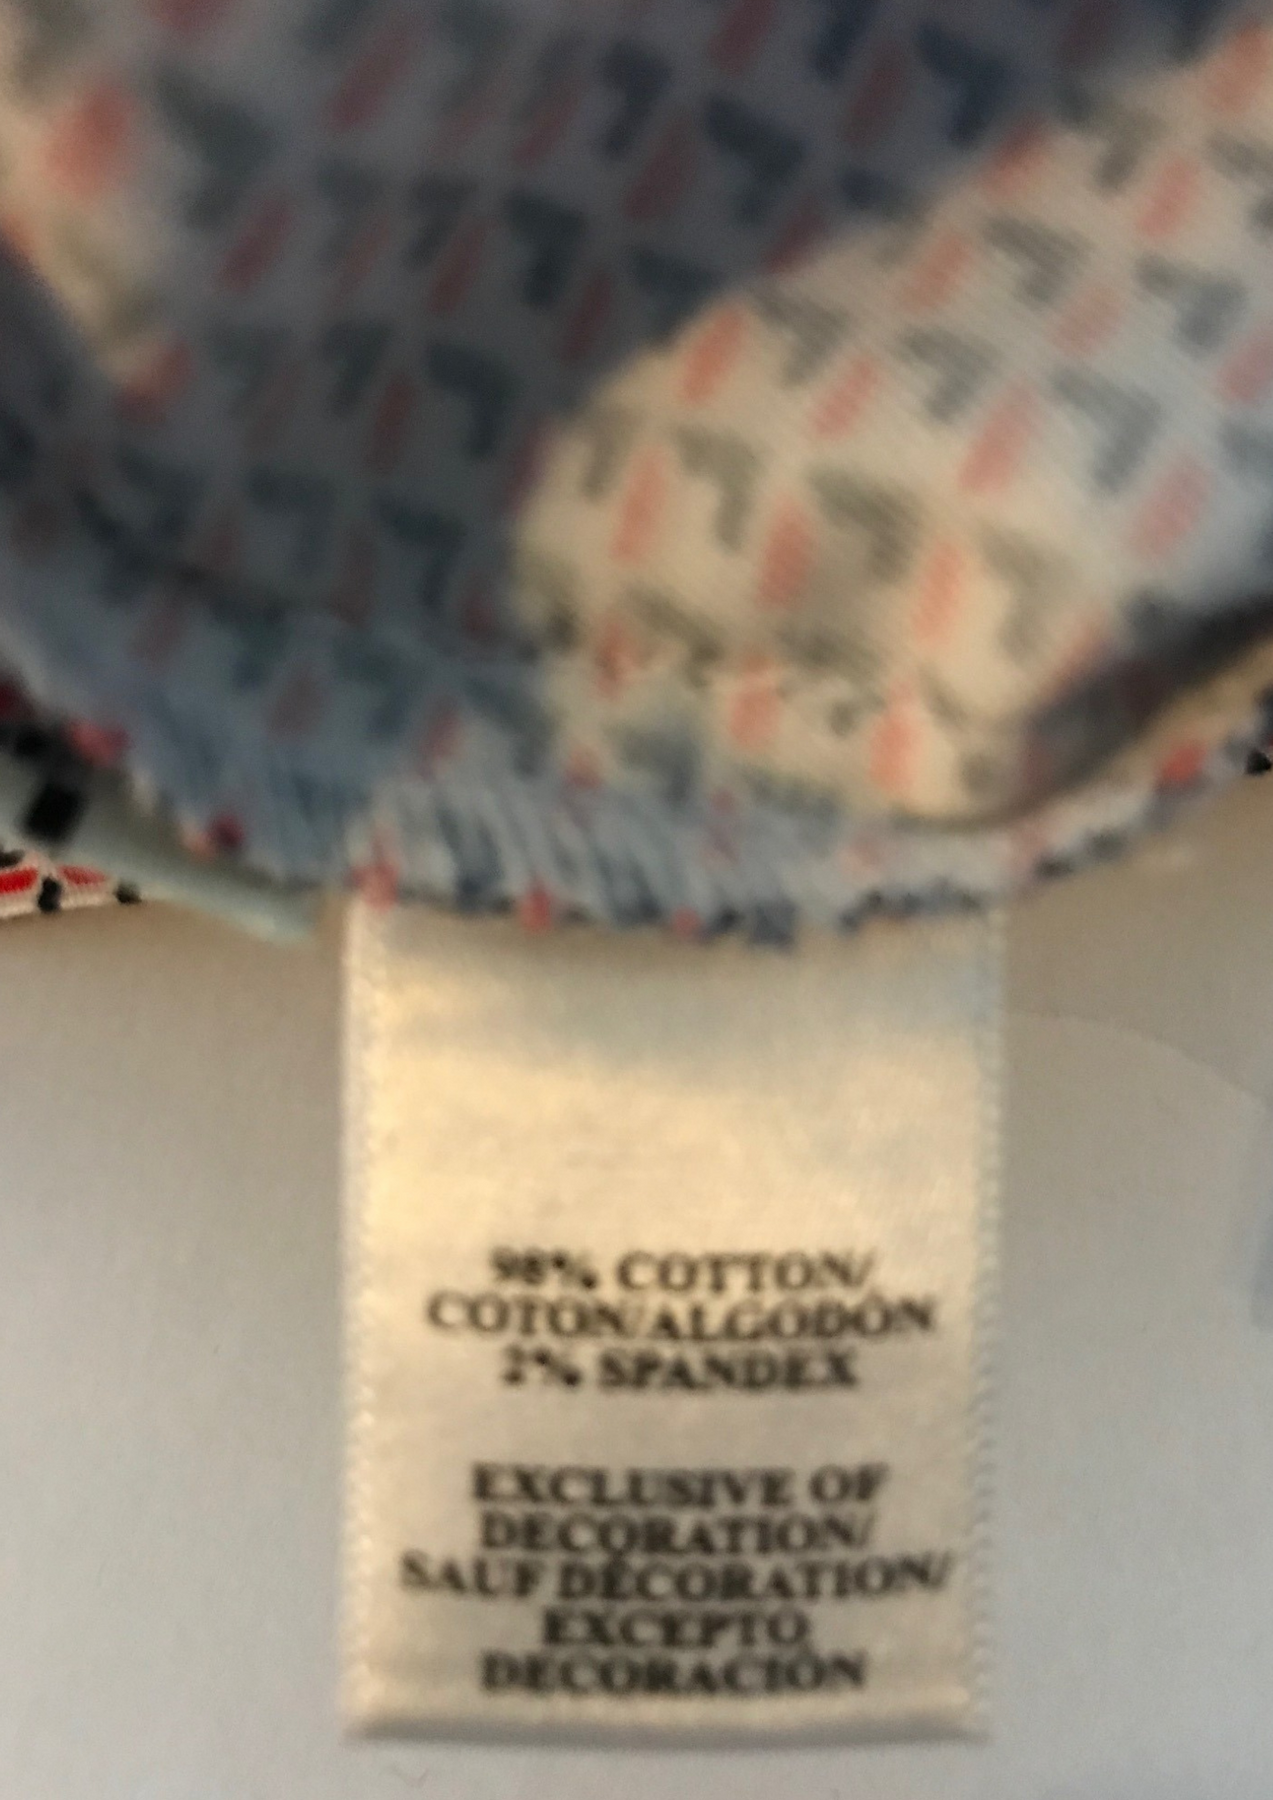 98% COTTON/
COTON/ALGODÓN
2% SPANDEX
EXCLUSIVE OF
DECORATION/
SAUF DÉCORATION/
EXCEPTO
DECORACIÓN